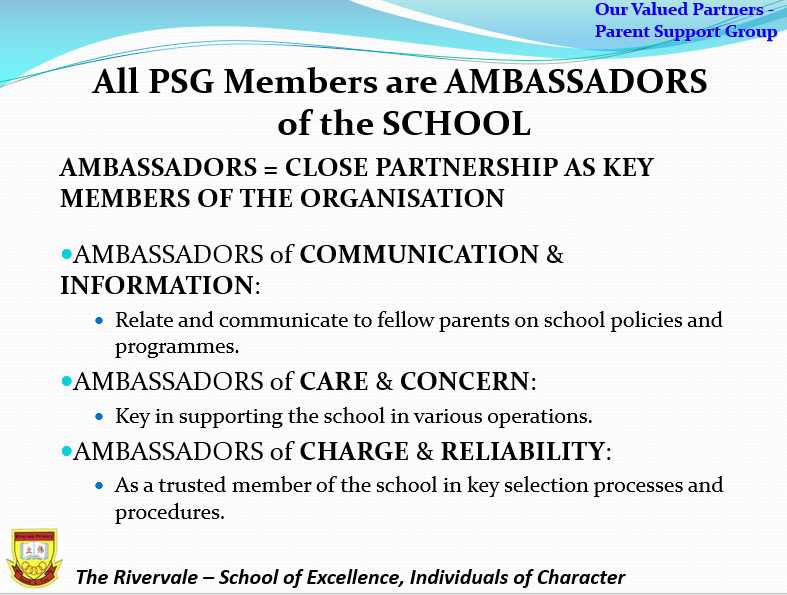 Our Valued Partners -
Parent Support Group
All PSG Members are AMBASSADORS
of the SCHOOL
AMBASSADORS = CLOSE PARTNERSHIP AS KEY
MEMBERS OF THE ORGANISATION
•AMBASSADORS of COMMUNICATION &
INFORMATION:
• Relate and communicate to fellow parents on school policies and
programmes.
•AMBASSADORS of CARE & CONCERN:
• Key in supporting the school in various operations.
•AMBASSADORS of CHARGE & RELIABILITY:
• As a trusted member of the school in key selection processes and
procedures.
Rivervale Primary
立 德
The Rivervale – School of Excellence, Individuals of Character